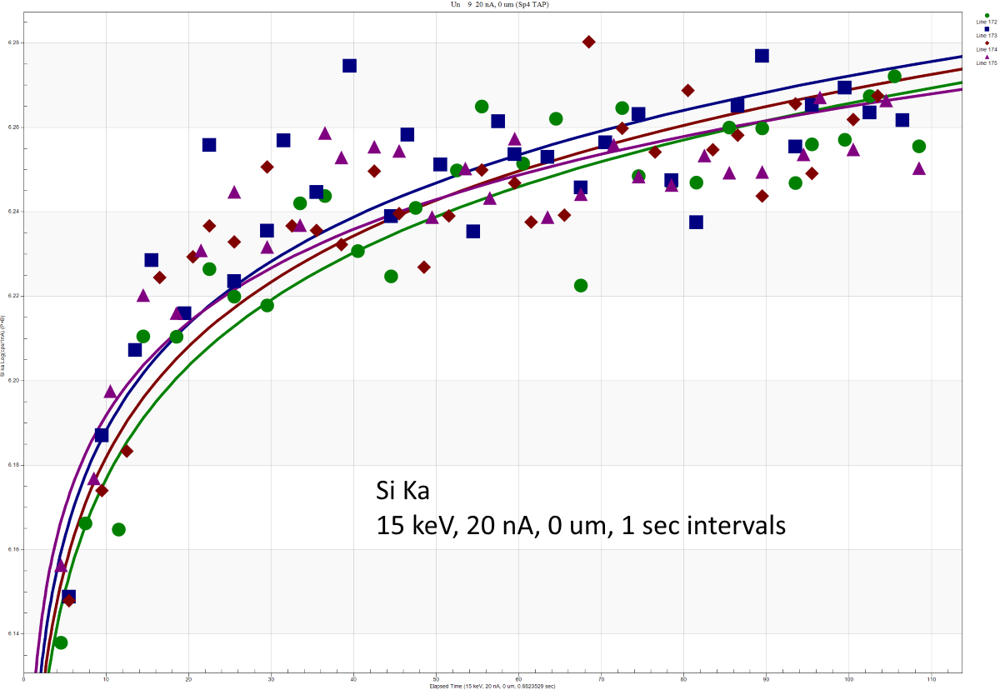 Un 9 20 nA, 0 um (Sp4 TAP)
Line 172
Line 173
Line 174
Line 175
6.28
6.26
6.24
6.22
6.20
6.18
6.16
6.14
Si ka Log(cps/1nA) (P+B)
Si Ka
15 keV, 20 nA, 0 um, 1 sec intervals
0 10 20 30 40 50 60 70 80 90 100 110
Elapsed Time (15 keV, 20 nA, 0 um, 0.8823529 sec)